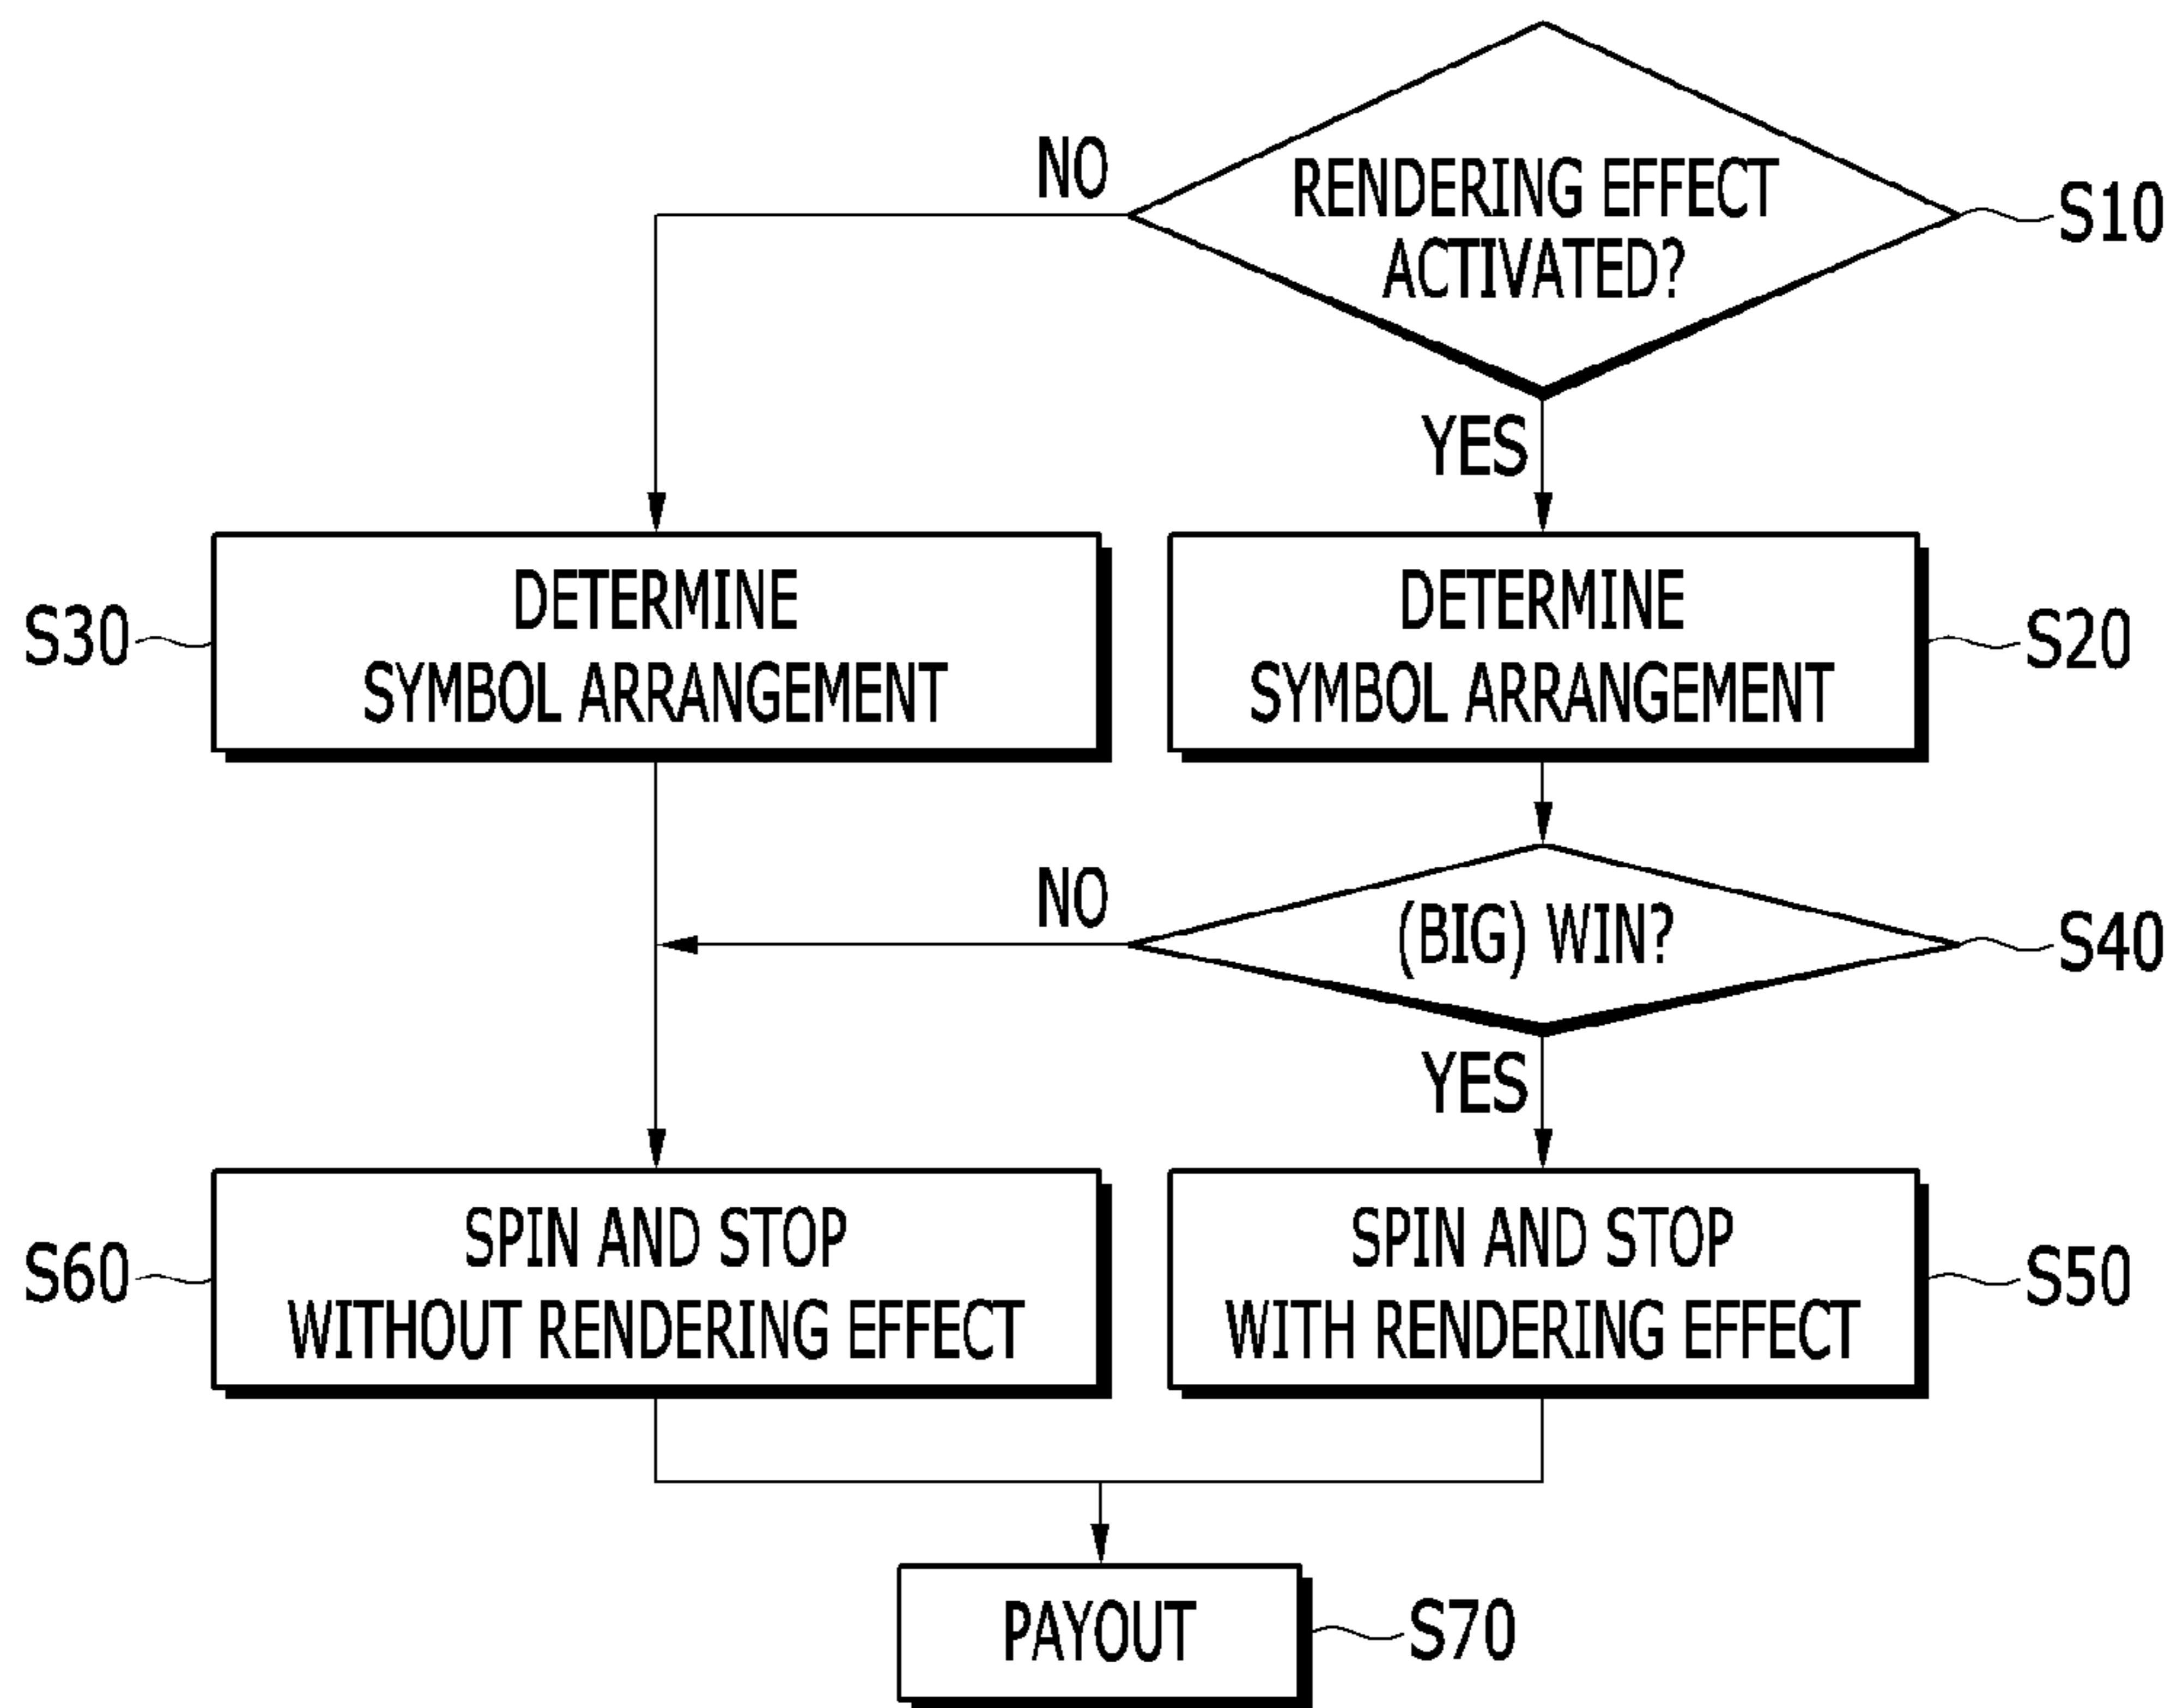 NO
RENDERING EFFECT
ACTIVATED?
S10
YES
S30
DETERMINE
SYMBOL ARRANGEMENT
DETERMINE
SYMBOL ARRANGEMENT
S20
NO
(BIG) WIN?
S40
YES
S60
SPIN AND STOP
WITHOUT RENDERING EFFECT
SPIN AND STOP
WITH RENDERING EFFECT
S50
PAYOUT
S70